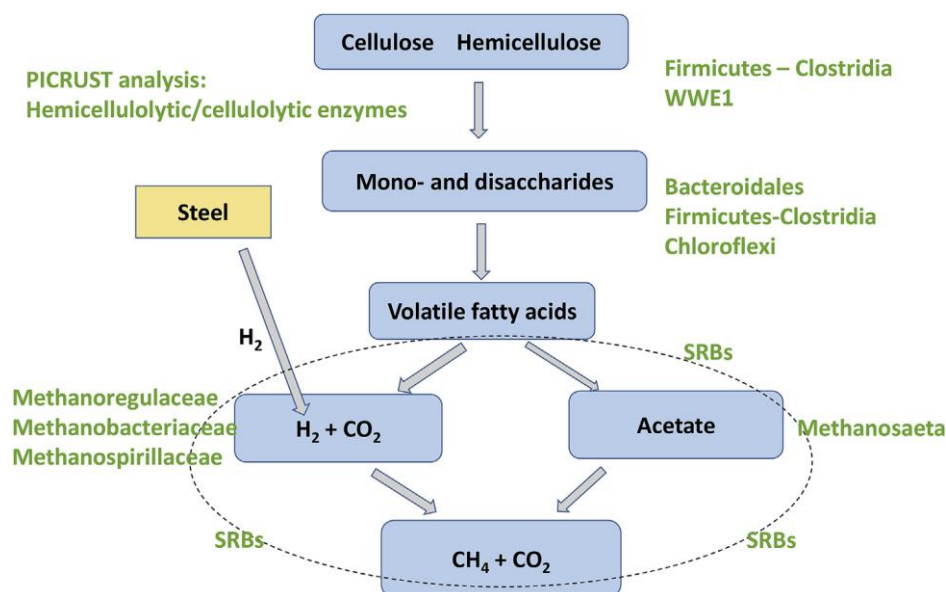 Cellulose Hemicellulose
PICRUST analysis:
Hemicellulolytic/cellulolytic enzymes
Firmicutes – Clostridia
WWE1
Mono- and disaccharides
Bacteroidales
Firmicutes-Clostridia
Chloroflexi
Steel
Volatile fatty acids
H₂
SRBs
Methanoregulaceae
Methanobacteriaceae
Methanospirillaceae
H₂ + CO₂
Acetate
Methanosaeta
SRBs
SRBs
CH₄ + CO₂